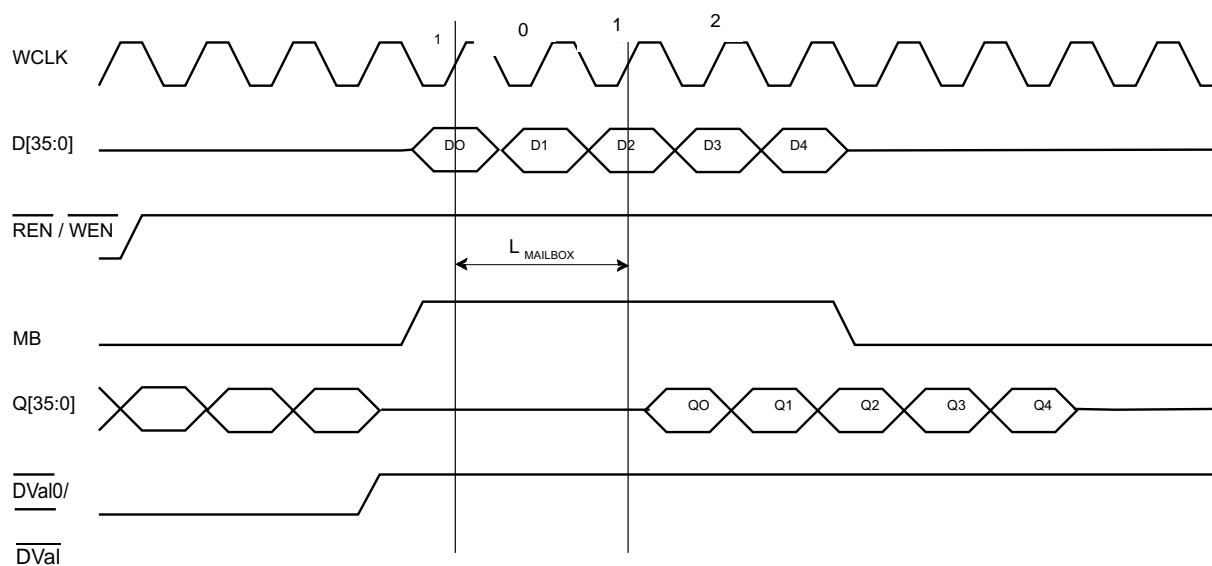 1 0 1 2
WCLK
D[35:0] DO D1 D2 D3 D4
REN / WEN
L MAILBOX
MB
Q[35:0] QO Q1 Q2 Q3 Q4
DVal0/
DVal